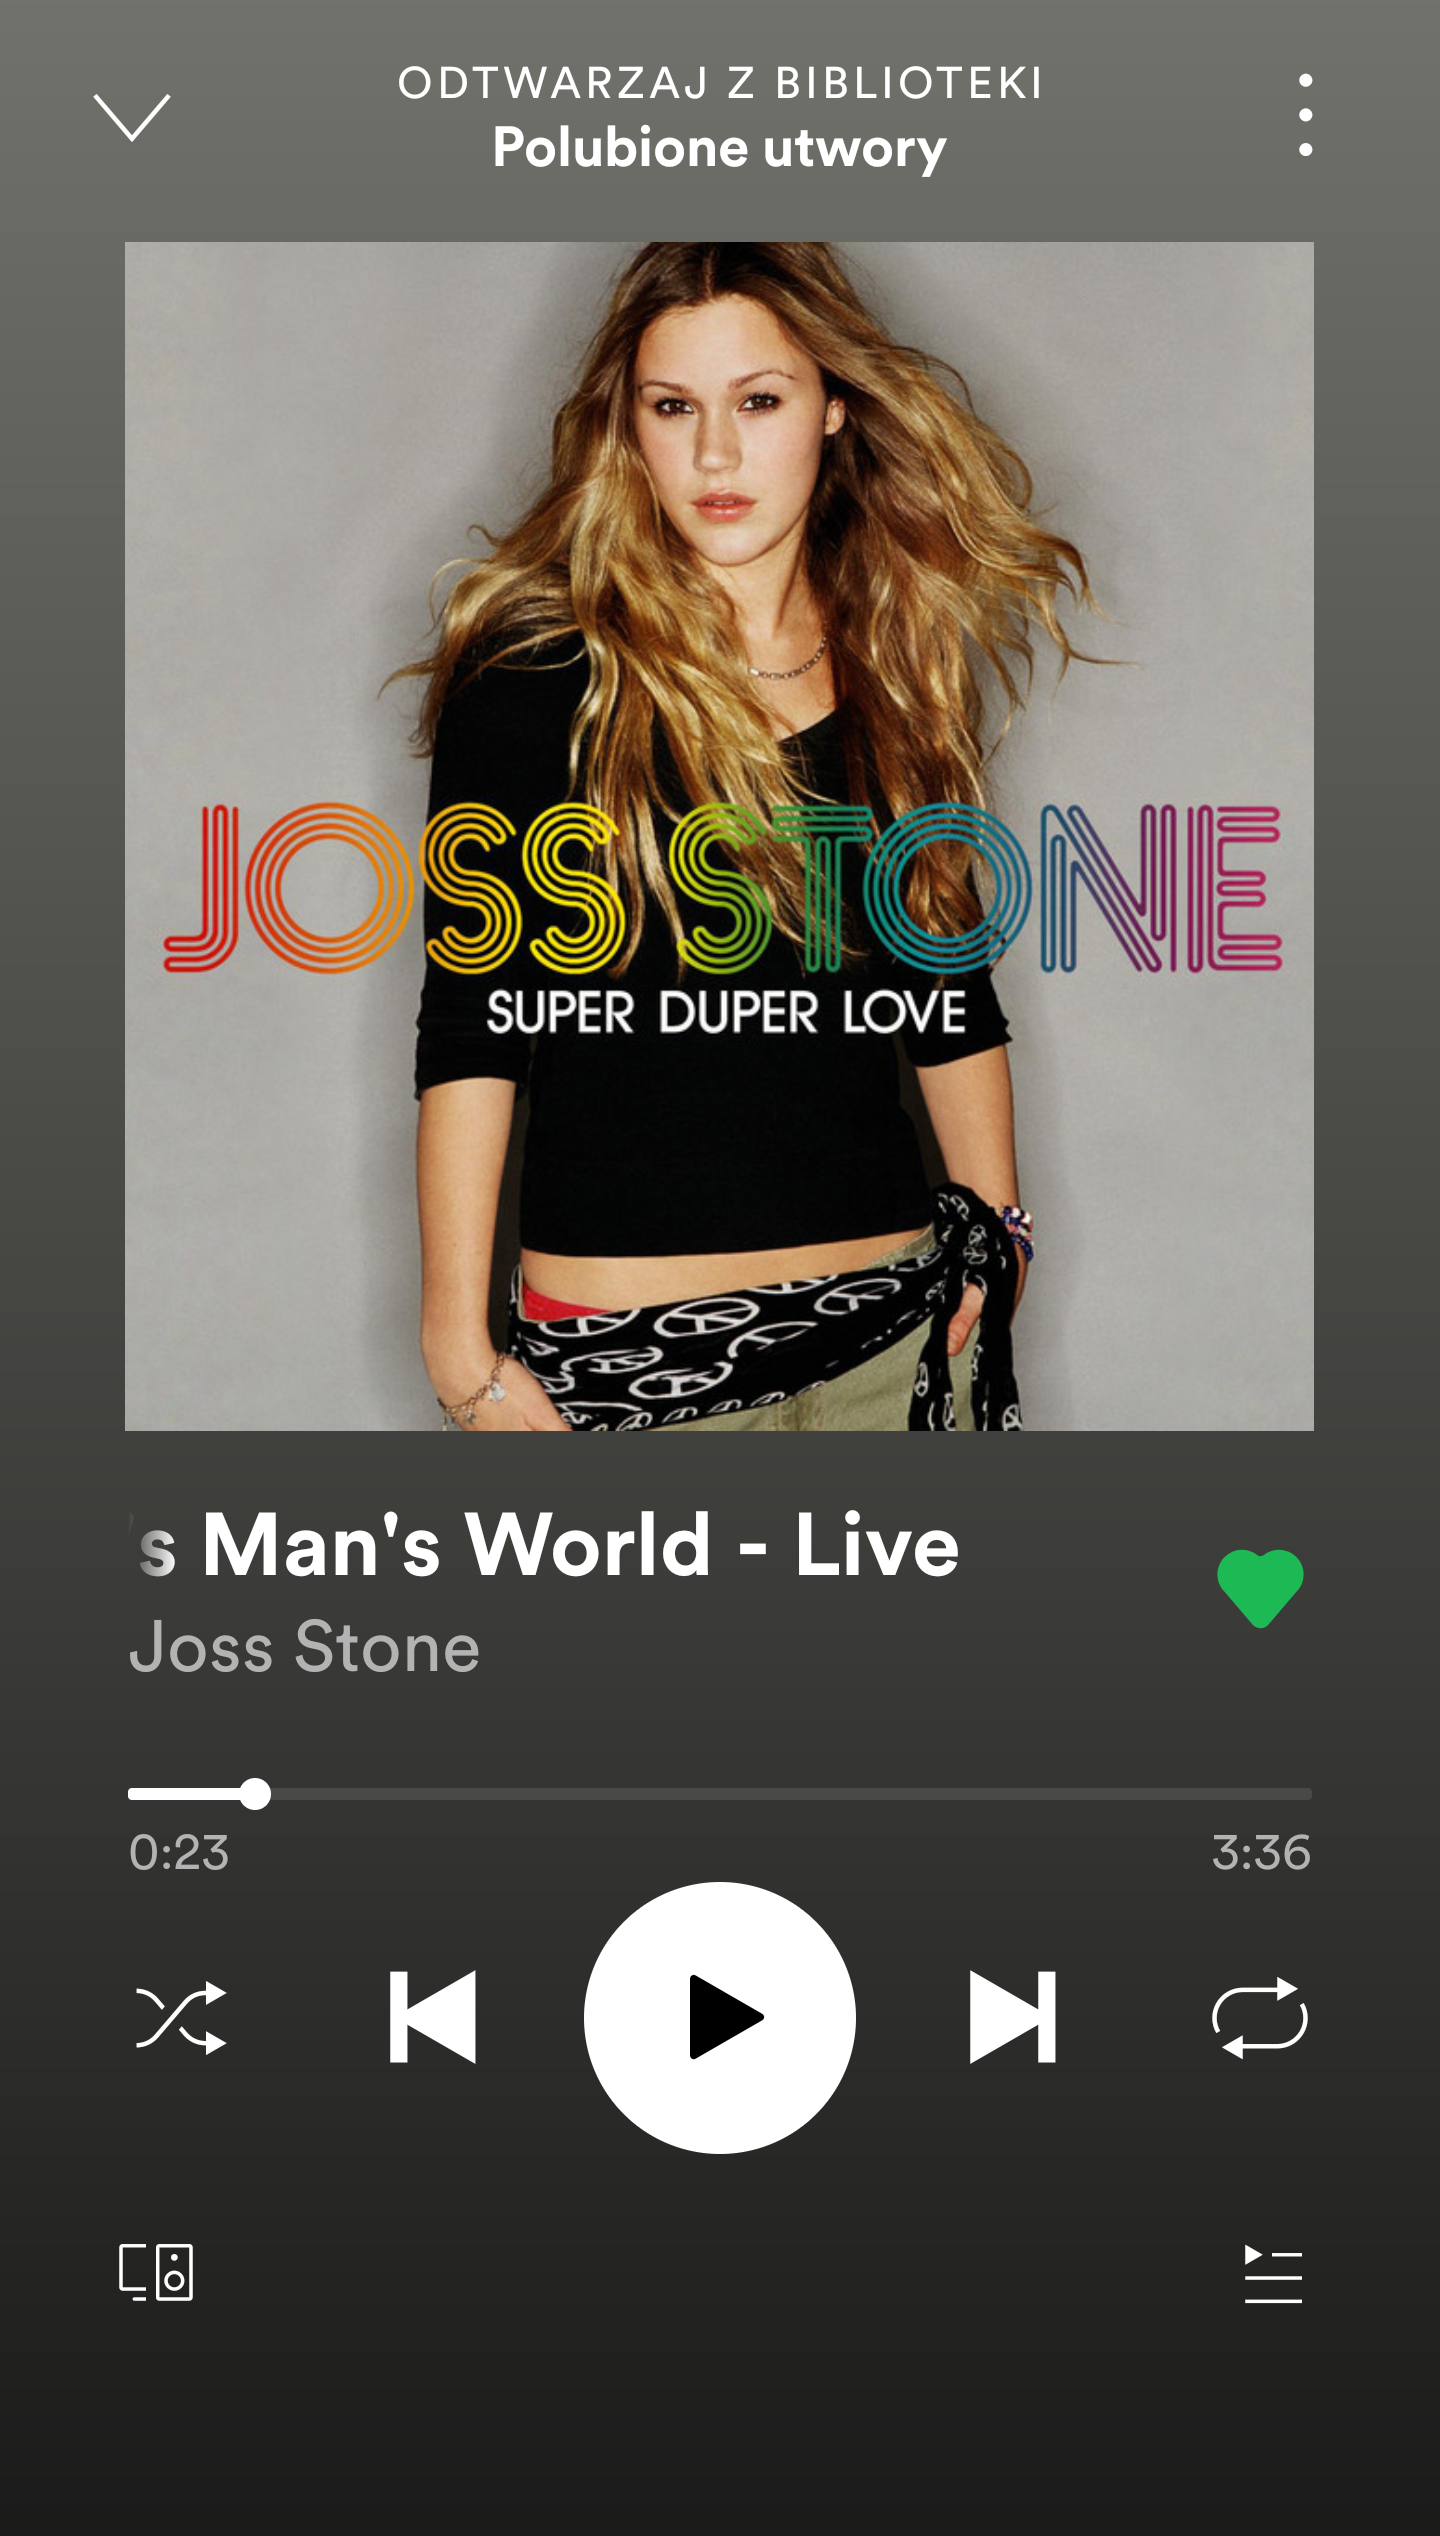 ODTWARZAJ Z BIBLIOTEKI
Polubione utwory
JOSS STONE
SUPER DUPER LOVE
's Man's World - Live
Joss Stone
0:23
3:36